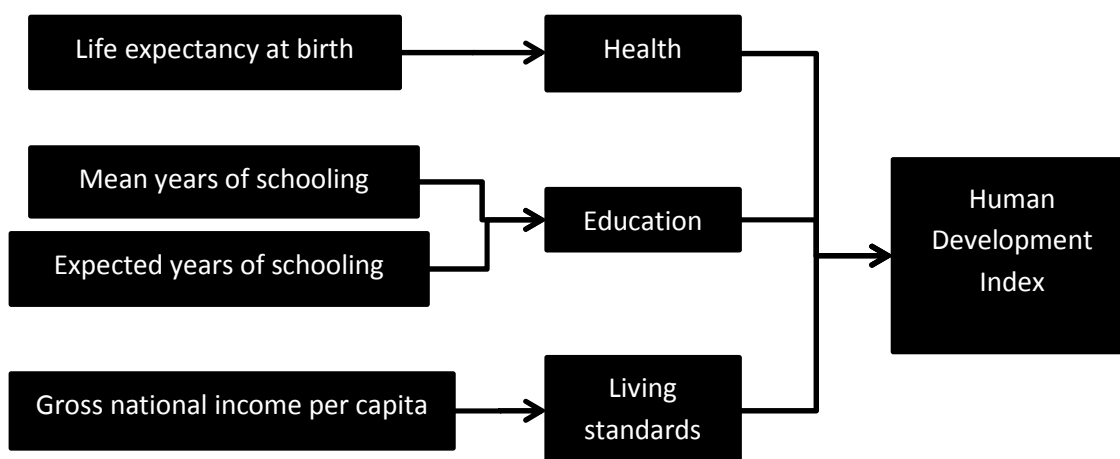 Life expectancy at birth
Health
Mean years of schooling
Expected years of schooling
Education
Gross national income per capita
Living
standards
Human
Development
Index